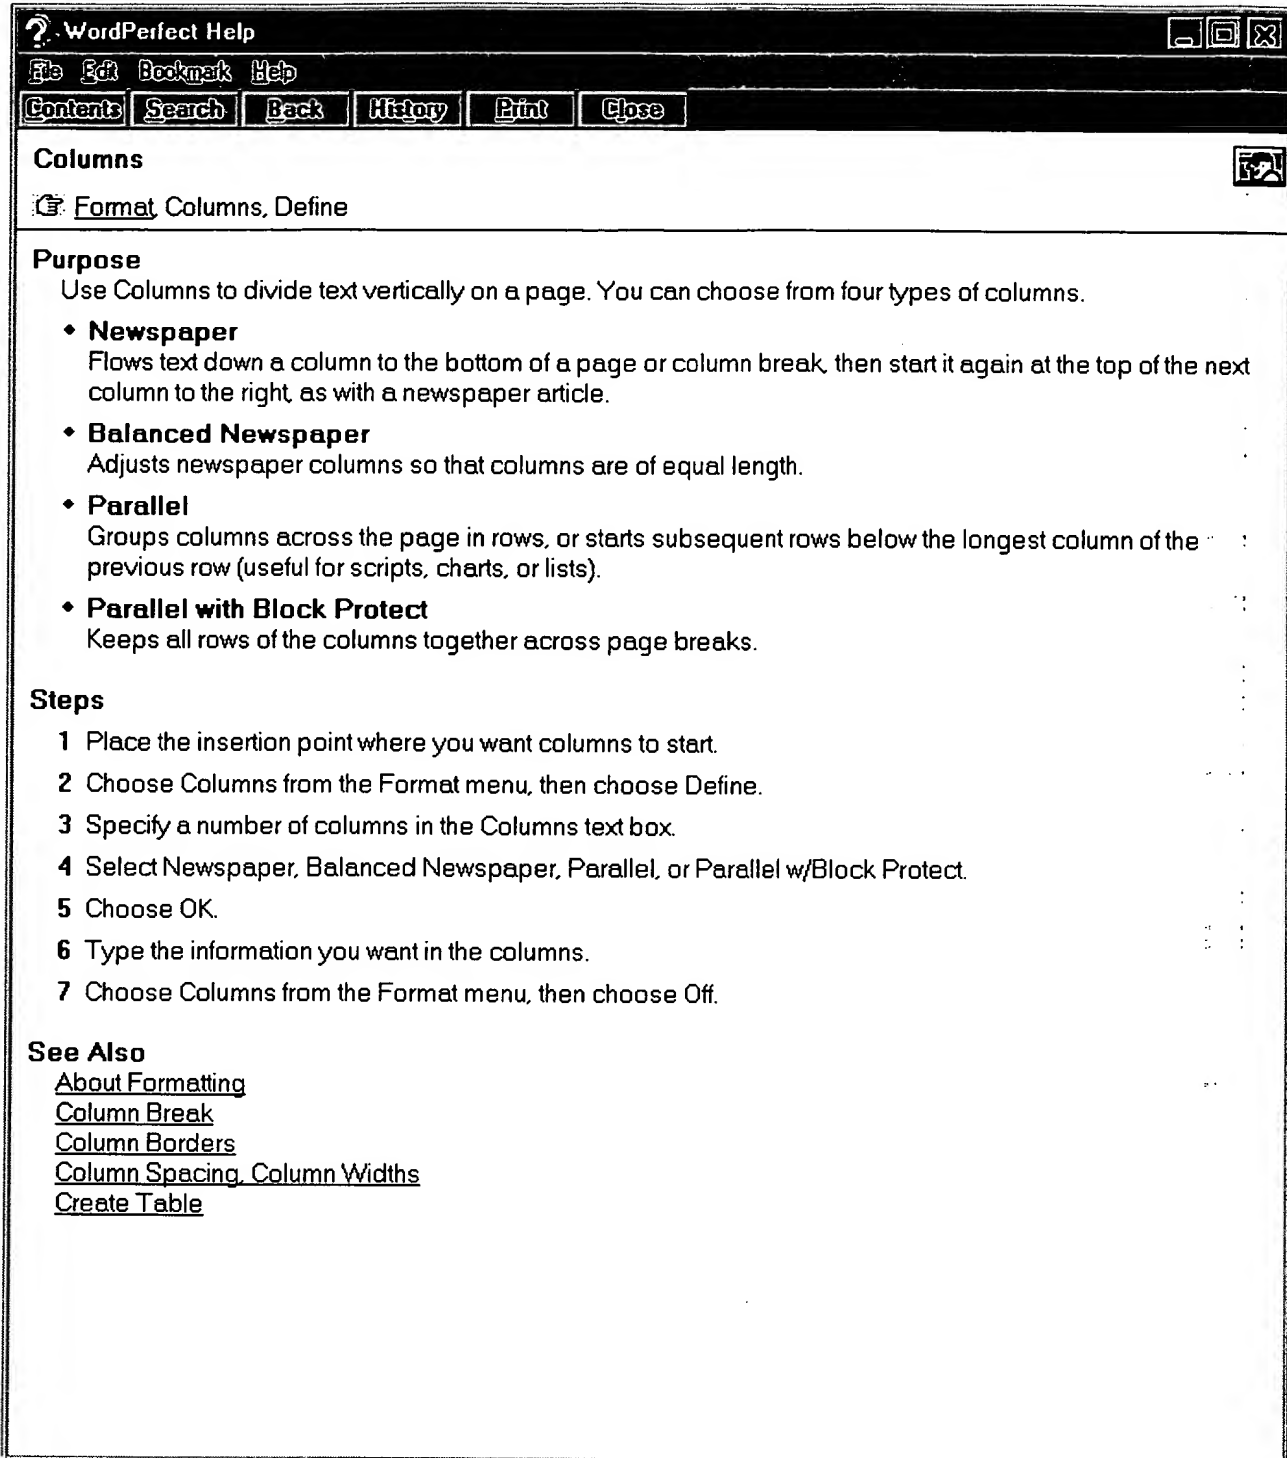 WordPerfect Help
File Edit Bookmark Help
Contents Search Back History Print Close
Columns
Format, Columns, Define
Purpose
Use Columns to divide text vertically on a page. You can choose from four types of columns.
• Newspaper
Flows text down a column to the bottom of a page or column break, then start it again at the top of the next
column to the right, as with a newspaper article.
• Balanced Newspaper
Adjusts newspaper columns so that columns are of equal length.
• Parallel
Groups columns across the page in rows, or starts subsequent rows below the longest column of the
previous row (useful for scripts, charts, or lists).
• Parallel with Block Protect
Keeps all rows of the columns together across page breaks.
Steps
1 Place the insertion point where you want columns to start.
2 Choose Columns from the Format menu, then choose Define.
3 Specify a number of columns in the Columns text box.
4 Select Newspaper, Balanced Newspaper, Parallel, or Parallel w/Block Protect.
5 Choose OK.
6 Type the information you want in the columns.
7 Choose Columns from the Format menu, then choose Off.
See Also
About Formatting
Column Break
Column Borders
Column Spacing, Column Widths
Create Table